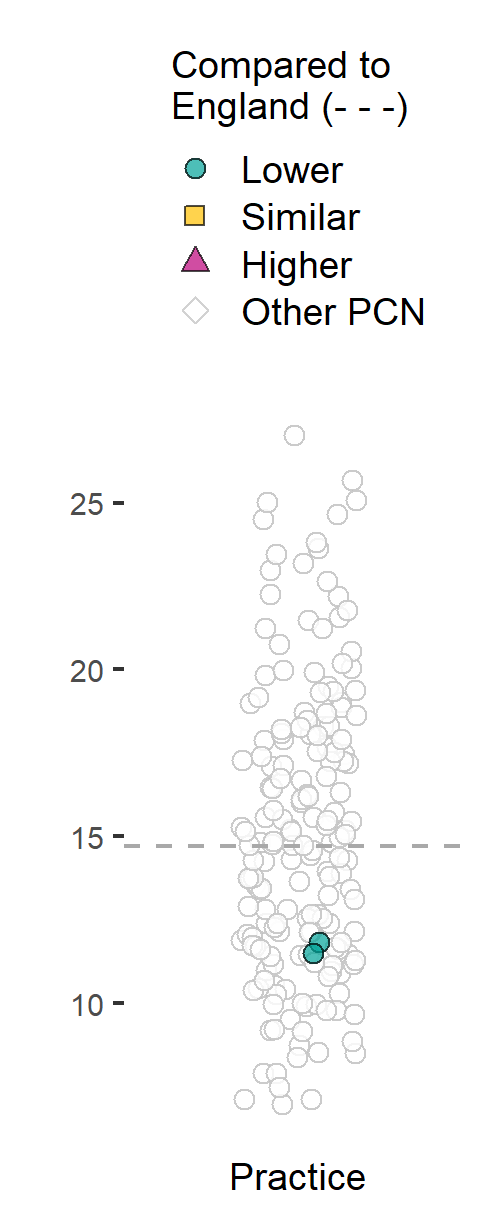 Compared to
England (- - -)
Lower
Similar
Higher
Other PCN
25
20
15
10
Practice